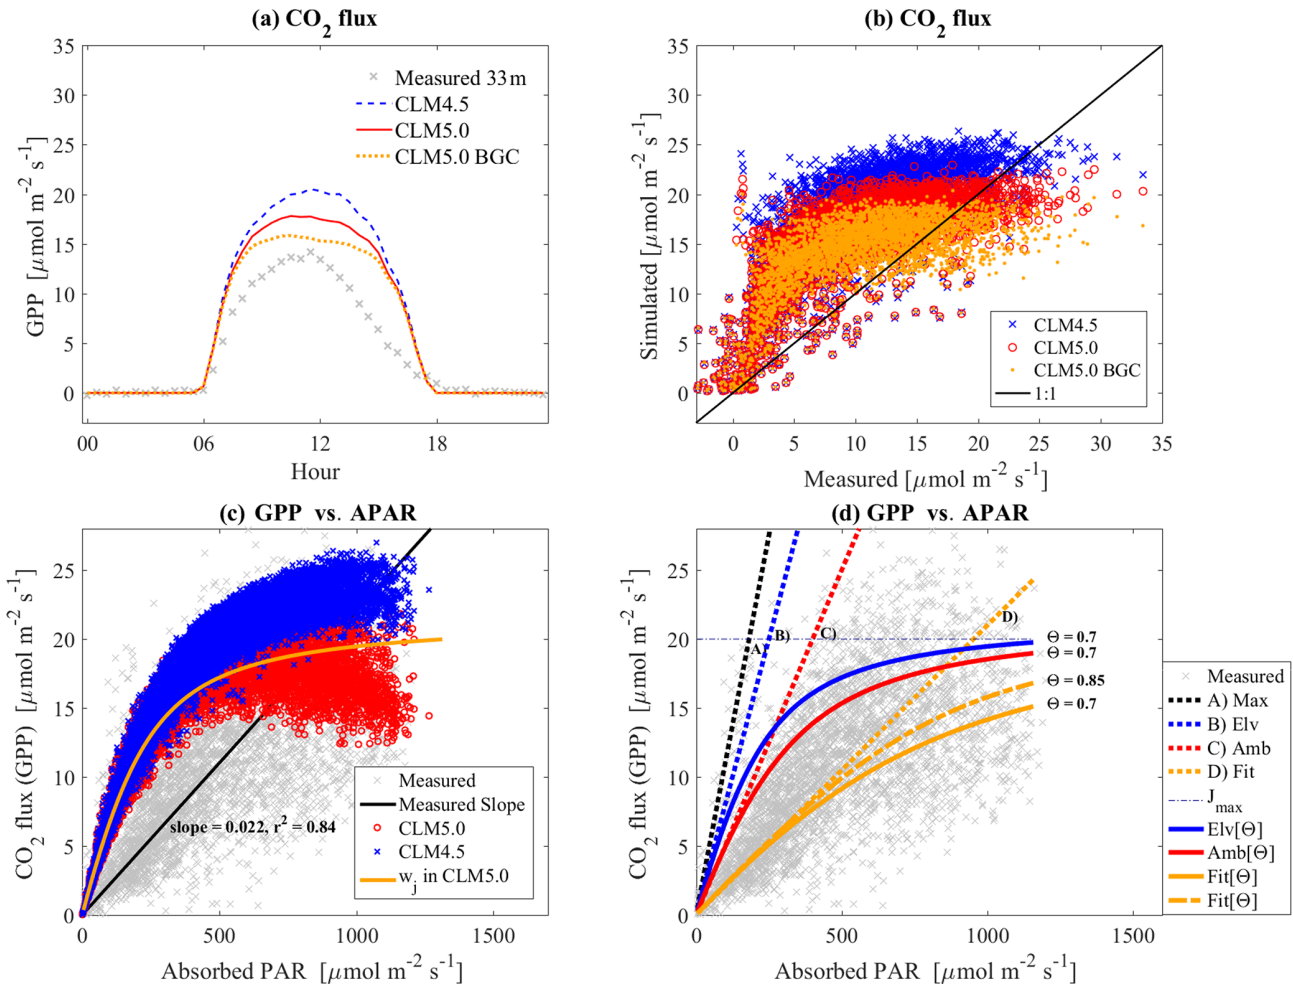 (a) CO2 flux
GPP [μmol m-2 s-1]
35
30
25
20
15
10
5
0
Measured 33m
CLM4.5
CLM5.0
CLM5.0 BGC
00
06
12
18
Hour
(b) CO2 flux
Simulated [μmol m-2 s-1]
35
30
25
20
15
10
5
0
CLM4.5
CLM5.0
CLM5.0 BGC
1:1
0
5
10
15
20
25
30
35
Measured [μmol m-2 s-1]
(c) GPP vs. APAR
CO2 flux (GPP) [μmol m-2 s-1]
25
20
15
10
5
0
slope = 0.022, r2 = 0.84
Measured
Measured Slope
CLM5.0
CLM4.5
wj in CLM5.0
0
500
1000
1500
Absorbed PAR [μmol m-2 s-1]
(d) GPP vs. APAR
CO2 flux (GPP) [μmol m-2 s-1]
25
20
15
10
5
0
A)
B)
C)
D)
Θ = 0.7
Θ = 0.7
Θ = 0.85
Θ = 0.7
Measured
A) Max
B) Elv
C) Amb
D) Fit
Jmax
Elv[Θ]
Amb[Θ]
Fit[Θ]
Fit[Θ]
0
500
1000
1500
Absorbed PAR [μmol m-2 s-1]